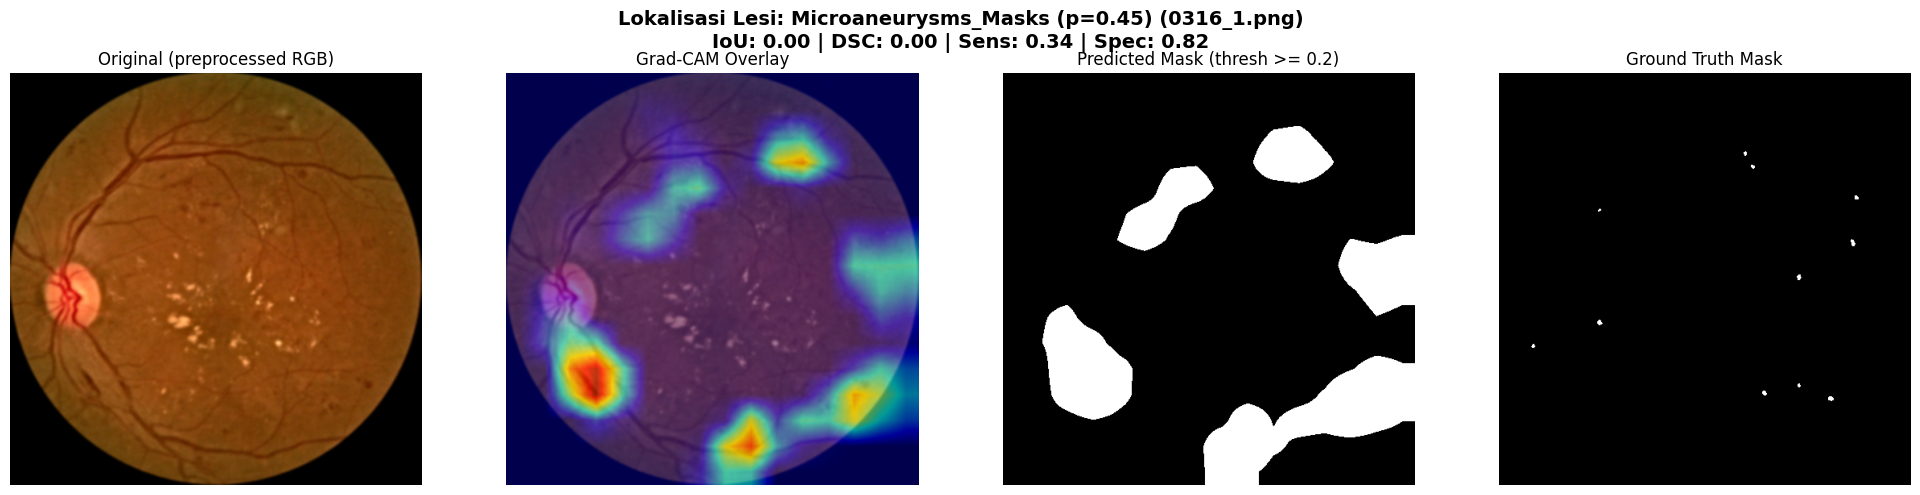 Lokalisasi Lesi: Microaneurysms_Masks (p=0.45) (0316_1.png)
IoU: 0.00 | DSC: 0.00 | Sens: 0.34 | Spec: 0.82
Original (preprocessed RGB)
Grad-CAM Overlay
Predicted Mask (thresh >= 0.2)
Ground Truth Mask